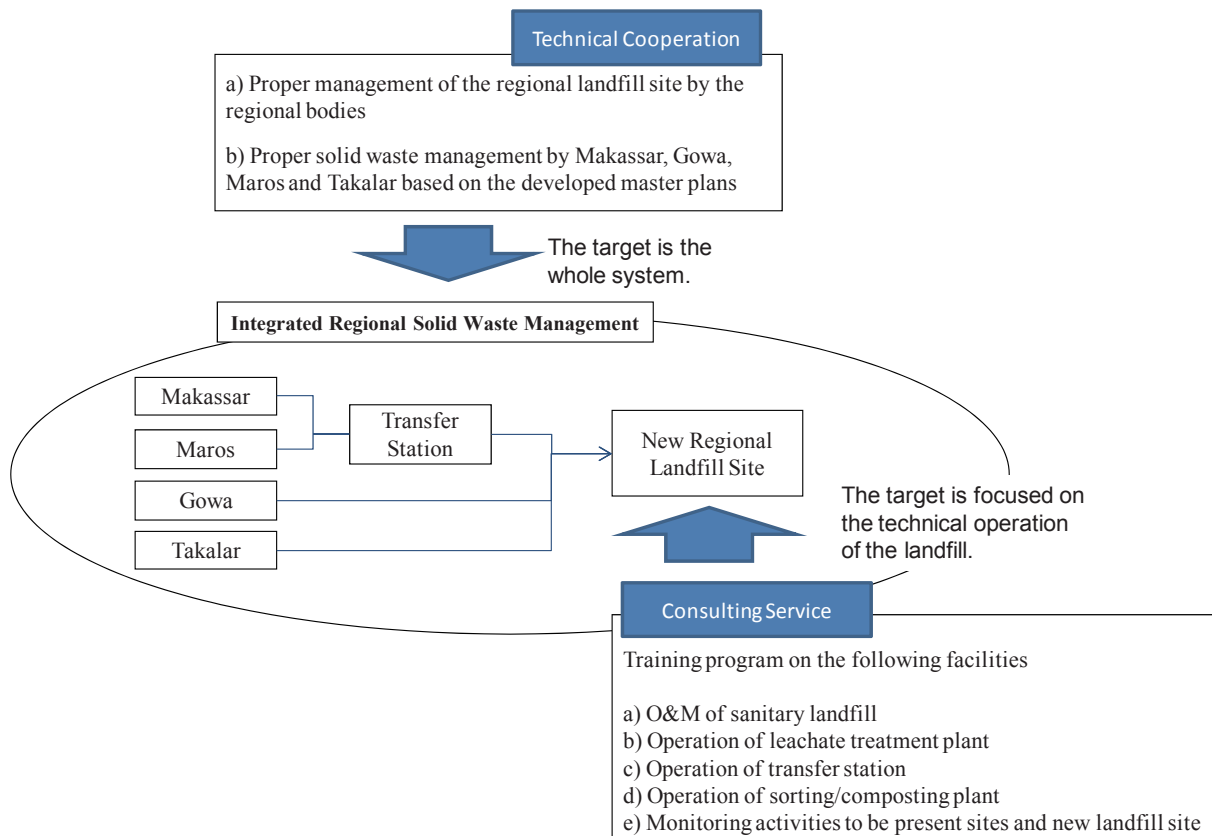 Technical Cooperation
a) Proper management of the regional landfill site by the
regional bodies
b) Proper solid waste management by Makassar, Gowa,
Maros and Takalar based on the developed master plans
The target is the
whole system.
Integrated Regional Solid Waste Management
Makassar
Maros
Gowa
Takalar
Transfer
Station
New Regional
Landfill Site
The target is focused on
the technical operation
of the landfill.
Consulting Service
Training program on the following facilities
a) O&M of sanitary landfill
b) Operation of leachate treatment plant
c) Operation of transfer station
d) Operation of sorting/composting plant
e) Monitoring activities to be present sites and new landfill site